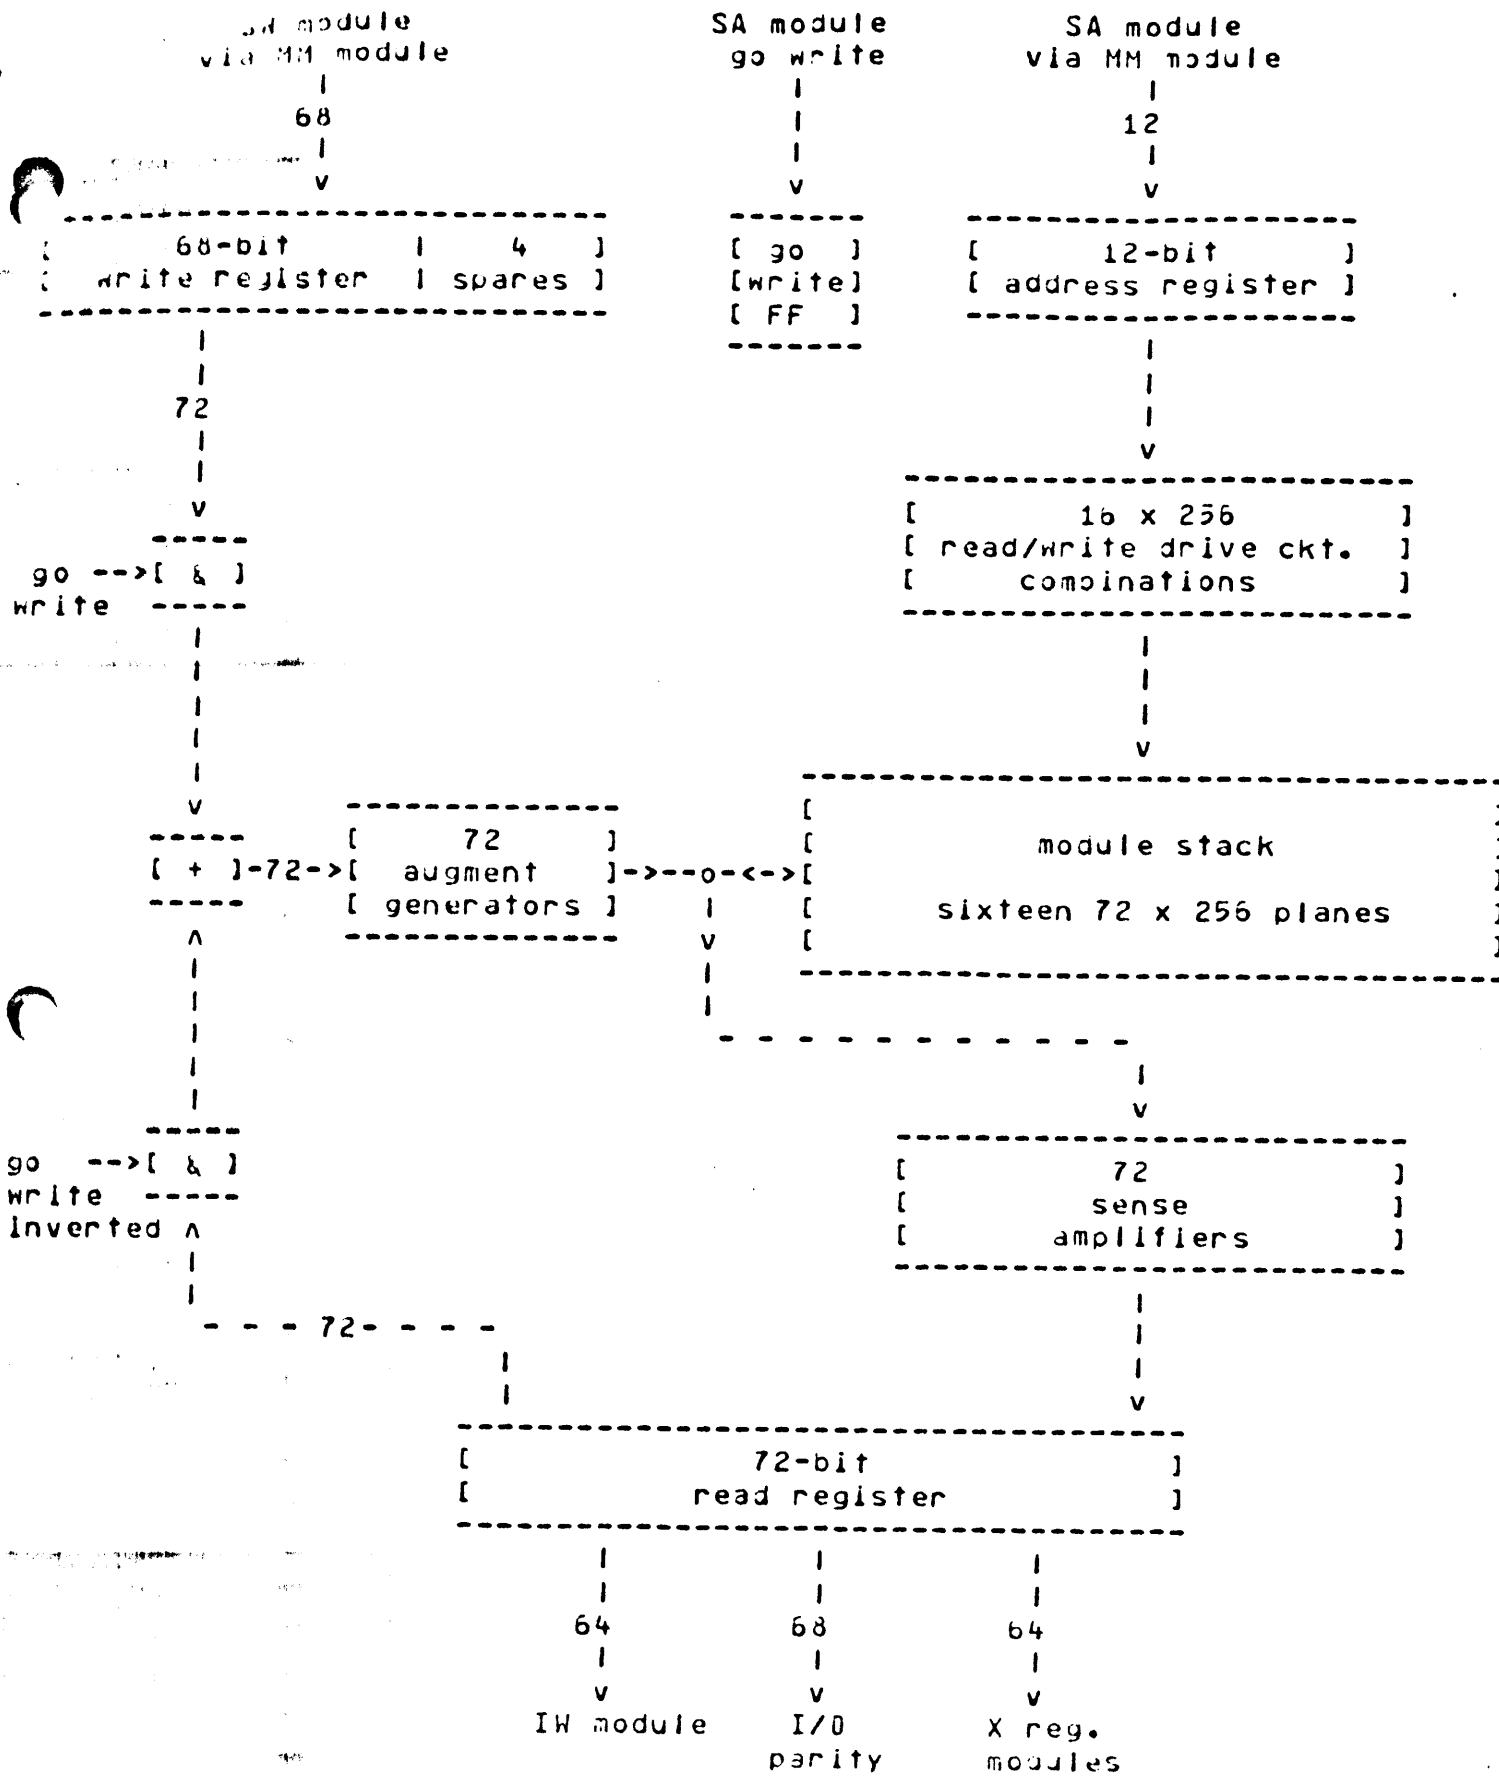 module SA module SA module
via MM module go write via MM module
68 12
68-bit 4 go 12-bit
write register spares write address register
FF
72
16 x 256
go & read/write drive ckt.
write combinations
72 module stack
+ 72 augment
generators sixteen 72 x 256 planes
go & 72
write sense
inverted amplifiers
72
72-bit
read register
64 68 64
IW module I/O X reg.
parity modules